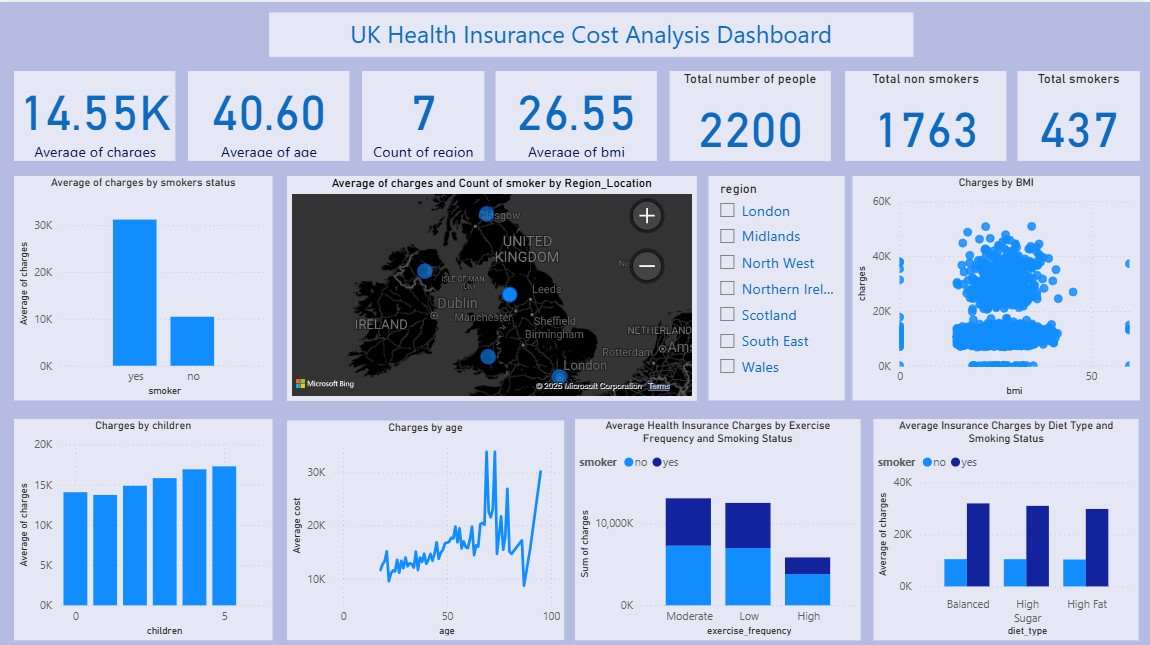 UK Health Insurance Cost Analysis Dashboard
14.55K
Average of charges
40.60
Average of age
7
Count of region
26.55
Average of bmi
Total number of people
2200
Total non smokers
1763
Total smokers
437
Average of charges by smokers status
30K
20K
10K
0K
Average of charges
yes no
smoker
Average of charges and Count of smoker by Region_Location
Glasgow
UNITED
KINGDOM
ISLE OF MAN
(UK)
Leeds
Dublin
Manchester
IRELAND
Sheffield
Birmingham
NETHERLAND
Rotterdam
Ams
London
Microsoft Bing
© 2025 Microsoft Corporation Terms
region
London
Midlands
North West
Northern Irel...
Scotland
South East
Wales
Charges by BMI
60K
40K
20K
0K
charges
0 50
bmi
Charges by children
20K
15K
10K
5K
0K
Average of charges
0 5
children
Charges by age
30K
20K
10K
Average cost
0 50 100
age
Average Health Insurance Charges by Exercise
Frequency and Smoking Status
smoker no yes
10,000K
0K
Sum of charges
Moderate Low High
exercise_frequency
Average Insurance Charges by Diet Type and
Smoking Status
smoker no yes
40K
20K
0K
Average of charges
Balanced High Fat
High
Sugar
diet_type